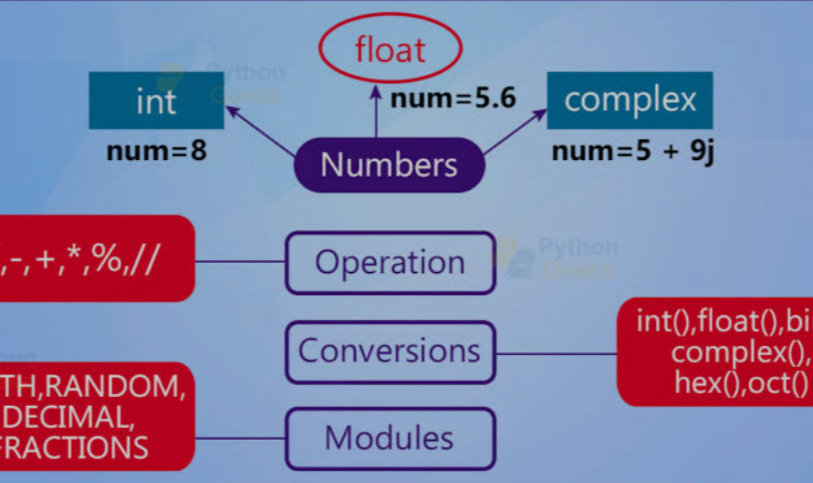 float
int
complex
num=5.6
num=8
Numbers
num=5 + 9j
,-,+,*,%,//
Operation
Python
Python
Conversions
int(),float(),bi
complex(),
hex(),oct()
TH,RANDOM,
DECIMAL,
FRACTIONS
Modules